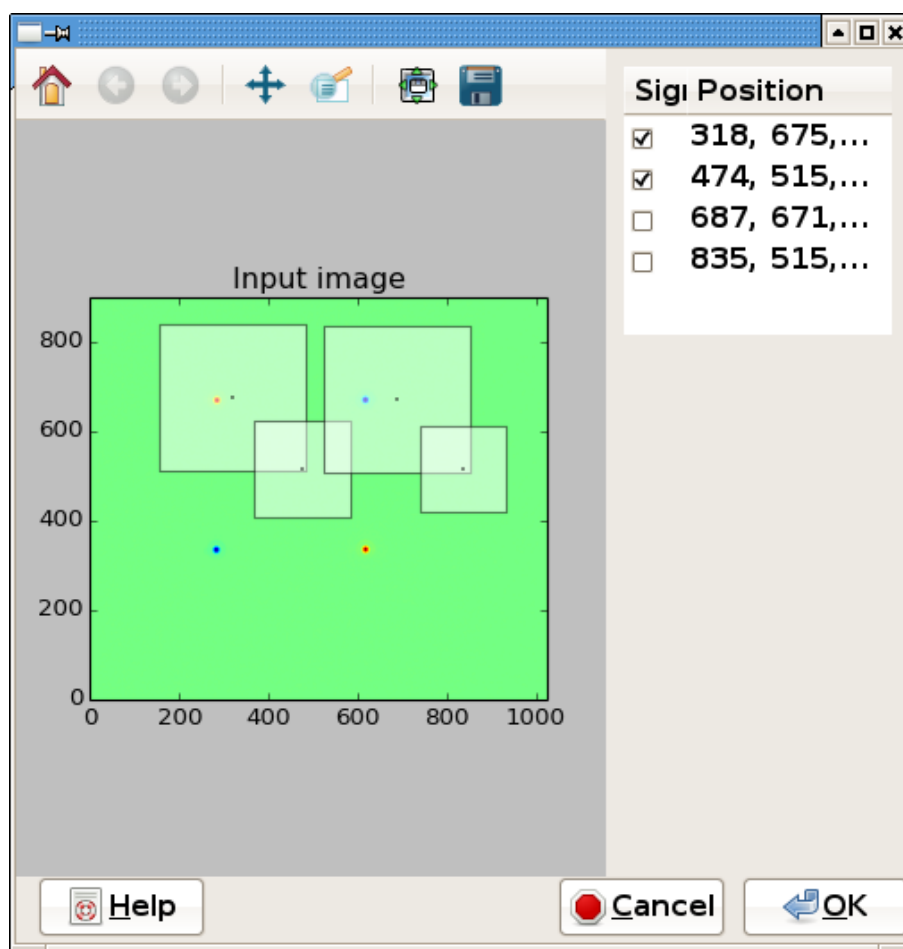 Sigı Position
318, 675,...
474, 515,...
687, 671,...
835, 515,...
Input image
800
600
400
200
0
0 200 400 600 800 1000
Help
Cancel
OK